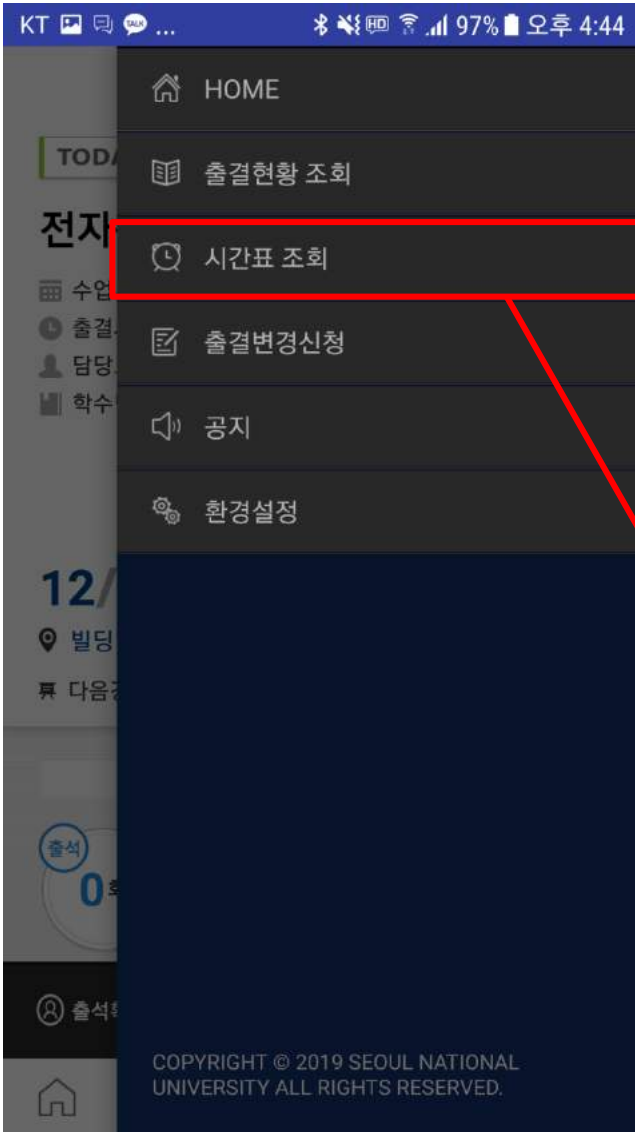 KT ... 97% 오후 4:44
HOME
TODA
출결현황 조회
전자
시간표 조회
수업
출결
담당
출결변경신청
학수
공지
환경설정
12/
빌딩
다음
출석
0회
출석
COPYRIGHT © 2019 SEOUL NATIONAL
UNIVERSITY ALL RIGHTS RESERVED.